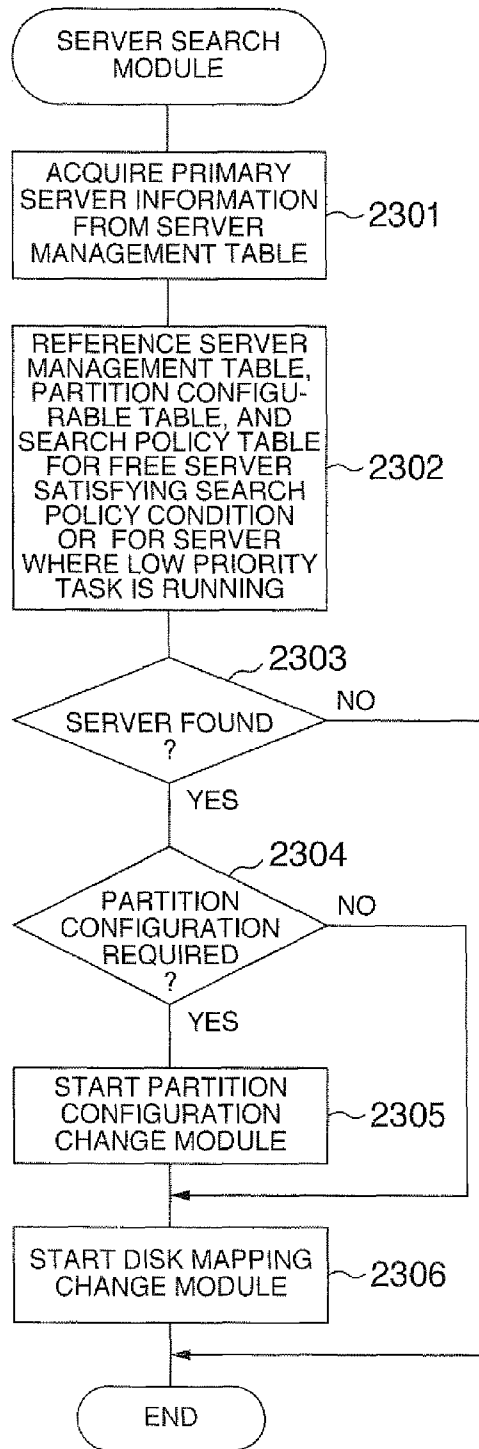 SERVER SEARCH
MODULE
ACQUIRE PRIMARY
SERVER INFORMATION
FROM SERVER
MANAGEMENT TABLE
2301
REFERENCE SERVER
MANAGEMENT TABLE,
PARTITION CONFIGU-
RABLE TABLE, AND
SEARCH POLICY TABLE
FOR FREE SERVER
SATISFYING SEARCH
POLICY CONDITION
OR FOR SERVER
WHERE LOW PRIORITY
TASK IS RUNNING
2302
2303
SERVER FOUND
?
NO
YES
2304
PARTITION
CONFIGURATION
REQUIRED
?
NO
YES
START PARTITION
CONFIGURATION
CHANGE MODULE
2305
START DISK MAPPING
CHANGE MODULE
2306
END